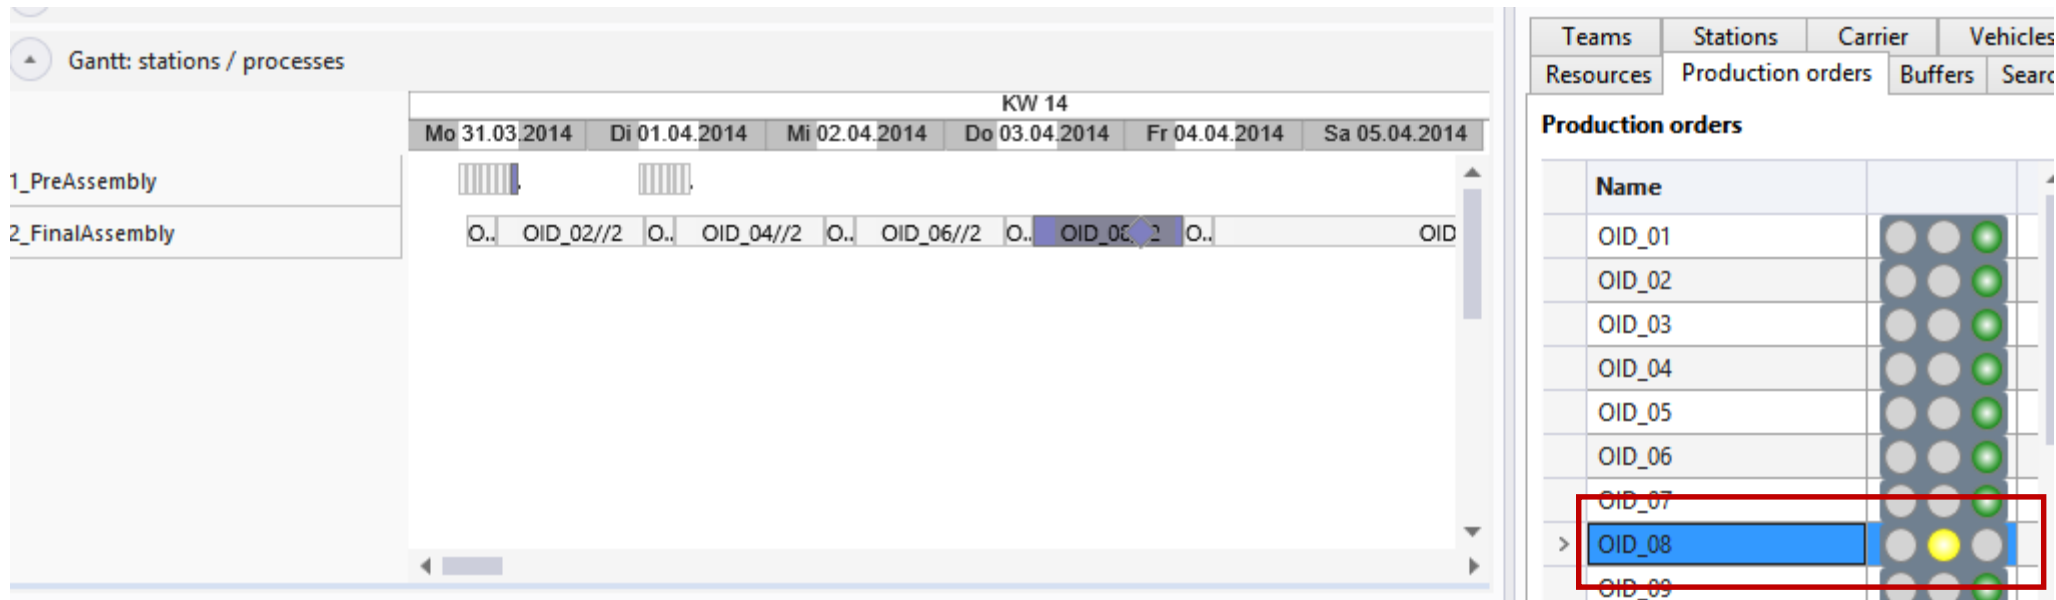 Gantt: stations / processes
KW 14
Mo 31.03.2014 Di 01.04.2014 Mi 02.04.2014 Do 03.04.2014 Fr 04.04.2014 Sa 05.04.2014
1_PreAssembly
2_FinalAssembly O.. OID_02//2 O.. OID_04//2 O.. OID_06//2 O.. OID_08//2 O.. OID
Teams Stations Carrier Vehicles
Resources Production orders Buffers Searc
Production orders
Name
OID_01
OID_02
OID_03
OID_04
OID_05
OID_06
OID_07
> OID_08
OID_09